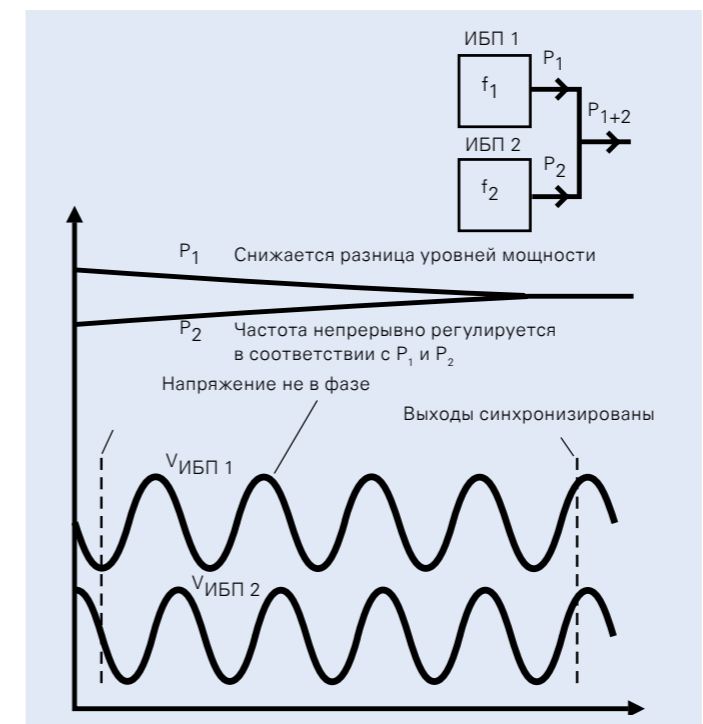 ИБП 1
P1
f1
P1+2
ИБП 2
P2
f2
P1 Снижается разница уровней мощности
P2 Частота непрерывно регулируется
в соответствии с P1 и P2
Напряжение не в фазе
Выходы синхронизированы
VИБП 1
VИБП 2